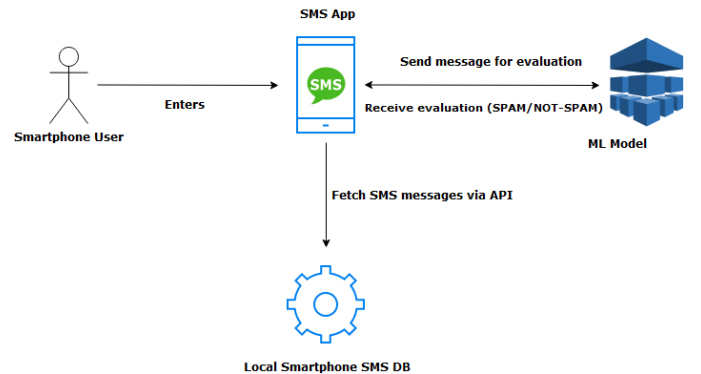 SMS App
Send message for evaluation
SMS
Enters
Receive evaluation (SPAM/NOT-SPAM)
Smartphone User
ML Model
Fetch SMS messages via API
Local Smartphone SMS DB